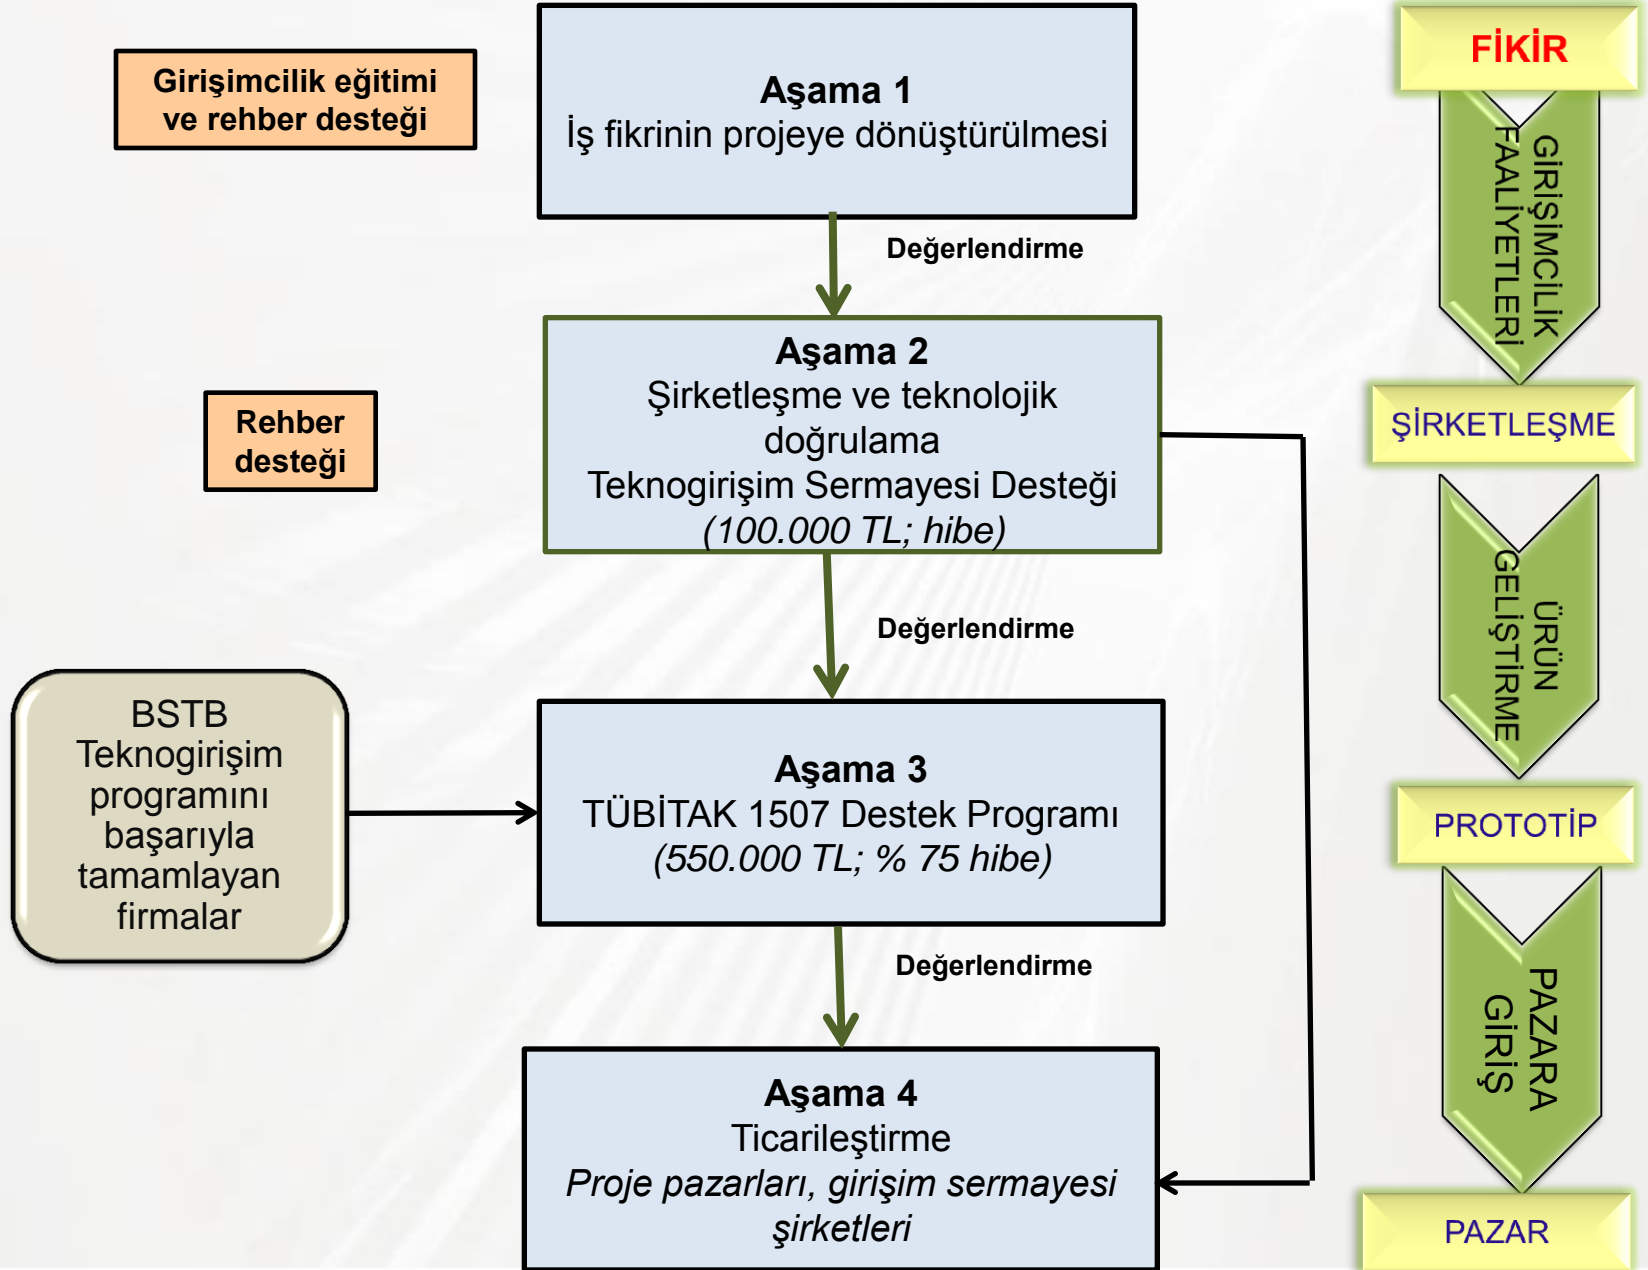 Girişimcilik eğitimi
ve rehber desteği
Aşama 1
İş fikrinin projeye dönüştürülmesi
Değerlendirme
Rehber
desteği
Aşama 2
Şirketleşme ve teknolojik
doğrulama
Teknogirişim Sermayesi Desteği
(100.000 TL; hibe)
Değerlendirme
BSTB
Teknogirişim
programını
başarıyla
tamamlayan
firmalar
Aşama 3
TÜBİTAK 1507 Destek Programı
(550.000 TL; % 75 hibe)
Değerlendirme
Aşama 4
Ticarileştirme
Proje pazarları, girişim sermayesi
şirketleri
FİKİR
GİRİŞİMCİLİK
FAALİYETLERİ
ŞİRKETLEŞME
ÜRÜN
GELİŞTİRME
PROTOTİP
PAZARA
GİRİŞ
PAZAR